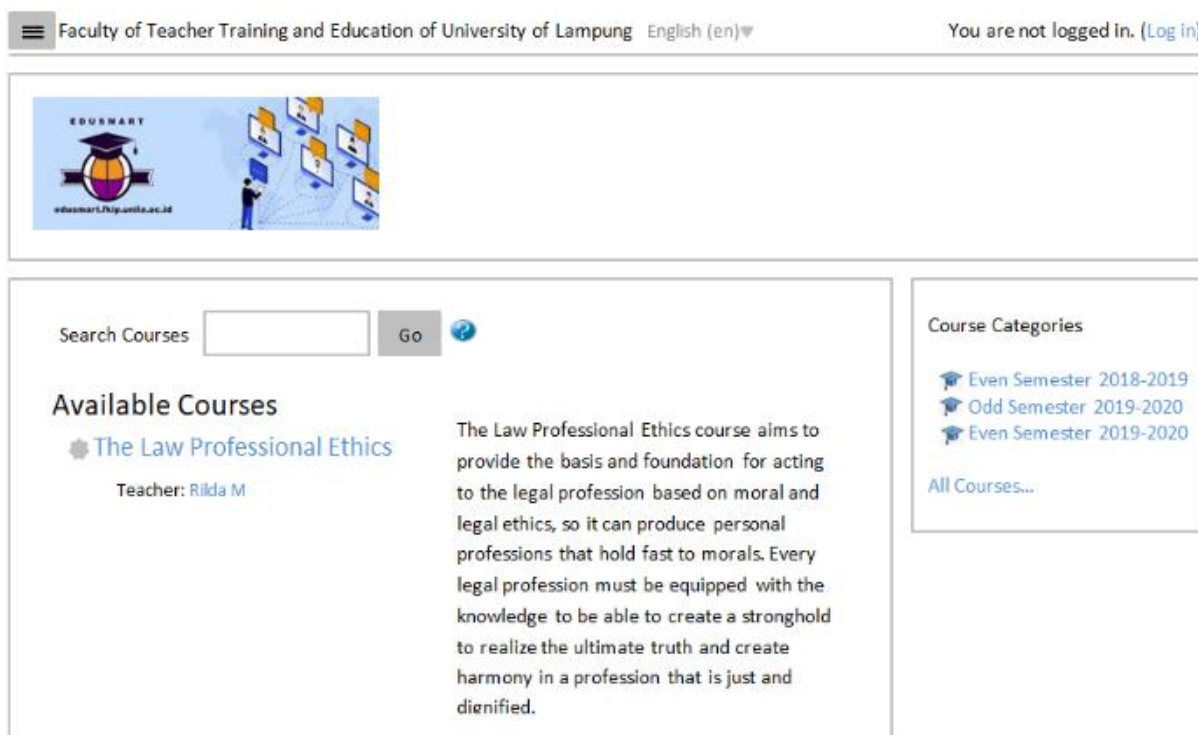 Faculty of Teacher Training and Education of University of Lampung English (en) You are not logged in. (Log in)
EDUSMART
edusmart.fkip.unila.ac.id
Search Courses Go ?
Available Courses
The Law Professional Ethics
Teacher: Rilda M
The Law Professional Ethics course aims to
provide the basis and foundation for acting
to the legal profession based on moral and
legal ethics, so it can produce personal
professions that hold fast to morals. Every
legal profession must be equipped with the
knowledge to be able to create a stronghold
to realize the ultimate truth and create
harmony in a profession that is just and
dignified.
Course Categories
Even Semester 2018-2019
Odd Semester 2019-2020
Even Semester 2019-2020
All Courses...